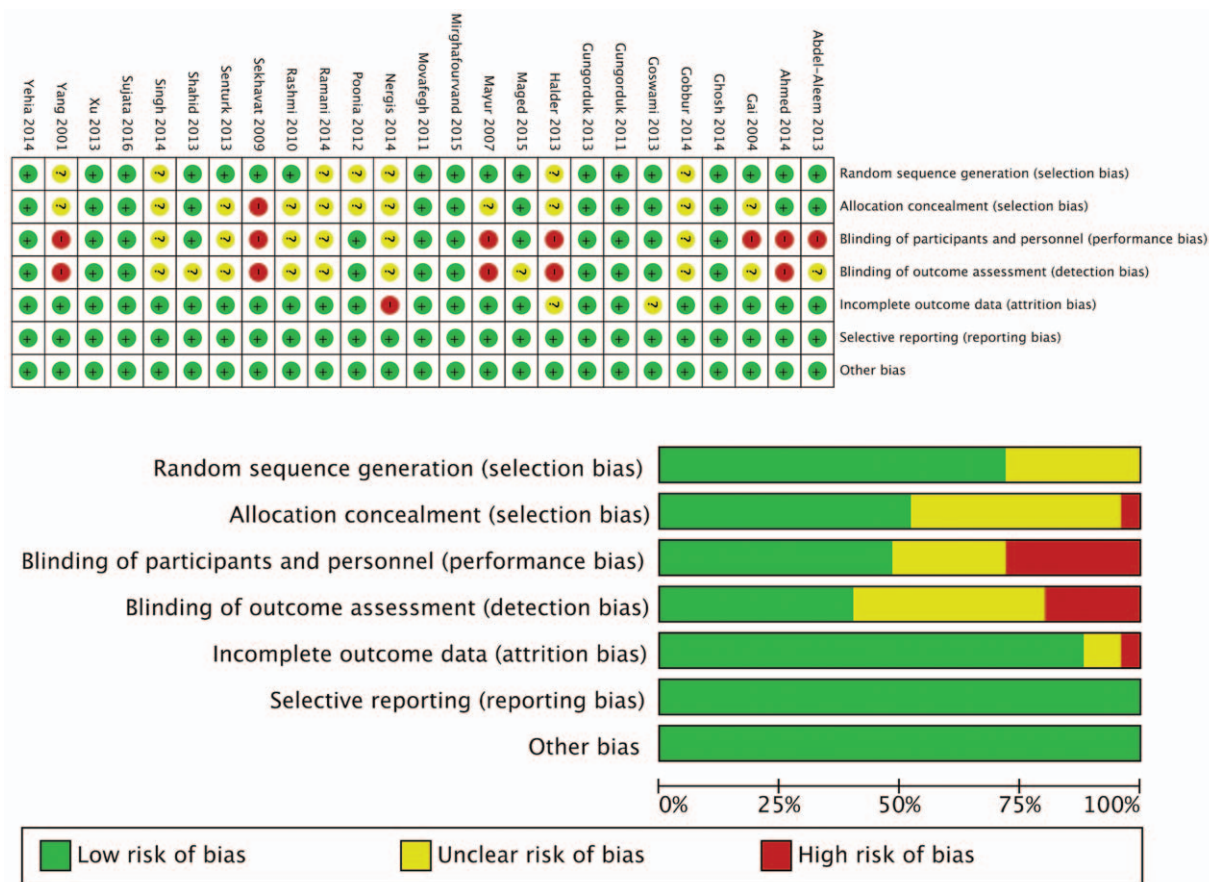 Yehia 2014
Yang 2001
Xu 2013
Sujata 2016
Singh 2014
Shahid 2013
Senturk 2013
Sekhavat 2009
Rashmi 2010
Ramani 2014
Poonia 2012
Nergis 2014
Movafegh 2011
Mirghafourvand 2015
Mayur 2007
Maged 2015
Halder 2013
Gungorduk 2013
Gungorduk 2011
Goswami 2013
Gobbur 2014
Ghosh 2014
Gai 2004
Ahmed 2014
Abdel-Aleem 2013
+ ? + + ? + + + + ? ? ? + + + + ? + + + ? + + + + Random sequence generation (selection bias)
+ ? + + ? + ? - ? ? ? ? + + ? + ? + + + ? + ? + + Allocation concealment (selection bias)
+ - + + ? + ? - ? ? + ? + + - + - + + + ? + - - - Blinding of participants and personnel (performance bias)
+ - + + ? ? ? - ? ? + ? + + - ? - + + + ? + ? - ? Blinding of outcome assessment (detection bias)
+ + + + + + + + + + + - + + + + ? + + ? + + + + + Incomplete outcome data (attrition bias)
+ + + + + + + + + + + + + + + + + + + + + + + + + Selective reporting (reporting bias)
+ + + + + + + + + + + + + + + + + + + + + + + + + Other bias
Random sequence generation (selection bias)
Allocation concealment (selection bias)
Blinding of participants and personnel (performance bias)
Blinding of outcome assessment (detection bias)
Incomplete outcome data (attrition bias)
Selective reporting (reporting bias)
Other bias
0% 25% 50% 75% 100%
Low risk of bias Unclear risk of bias High risk of bias